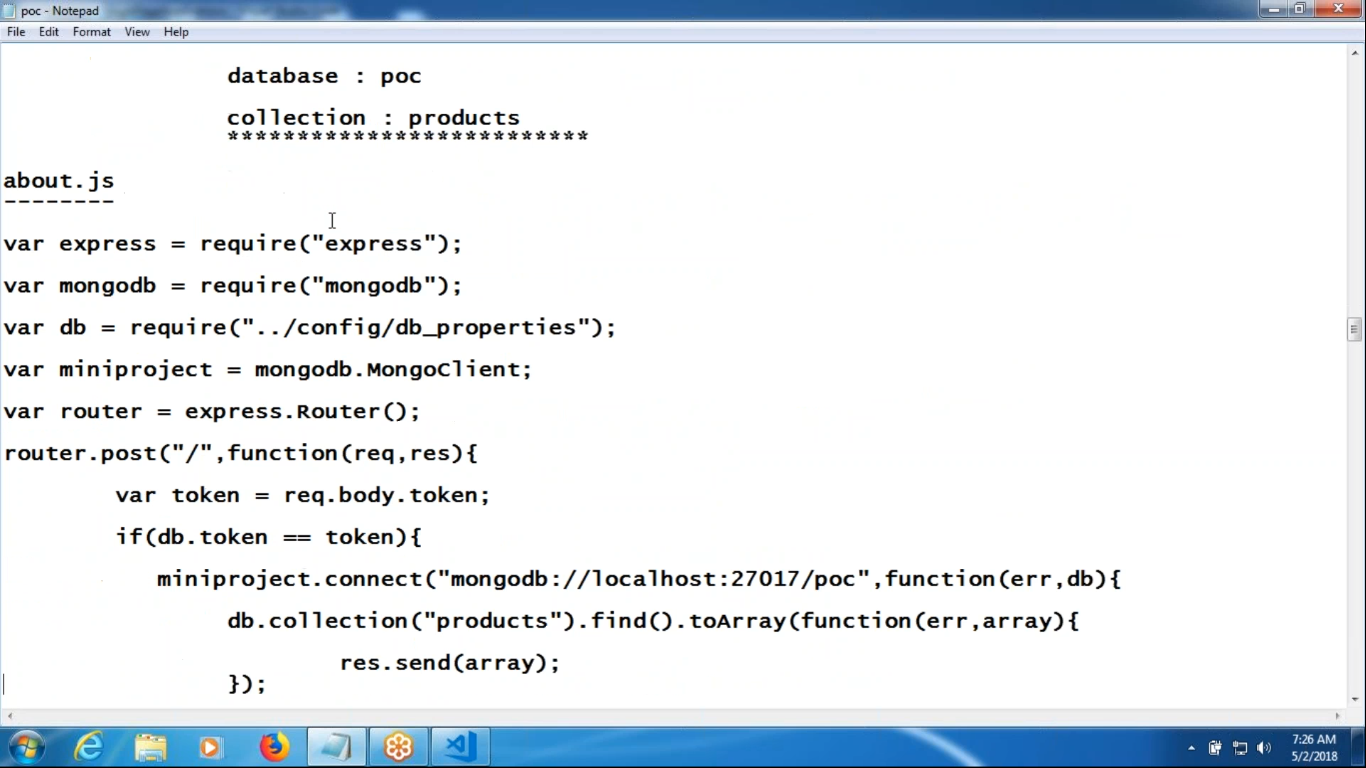 poc - Notepad
File Edit Format View Help
database : poc
collection : products
**************************
about.js
--------
var express = require("express");
var mongodb = require("mongodb");
var db = require("../config/db_properties");
var miniproject = mongodb.MongoClient;
var router = express.Router();
router.post("/",function(req,res){
var token = req.body.token;
if(db.token == token){
miniproject.connect("mongodb://localhost:27017/poc",function(err,db){
db.collection("products").find().toArray(function(err,array){
res.send(array);
});
7:26 AM
5/2/2018